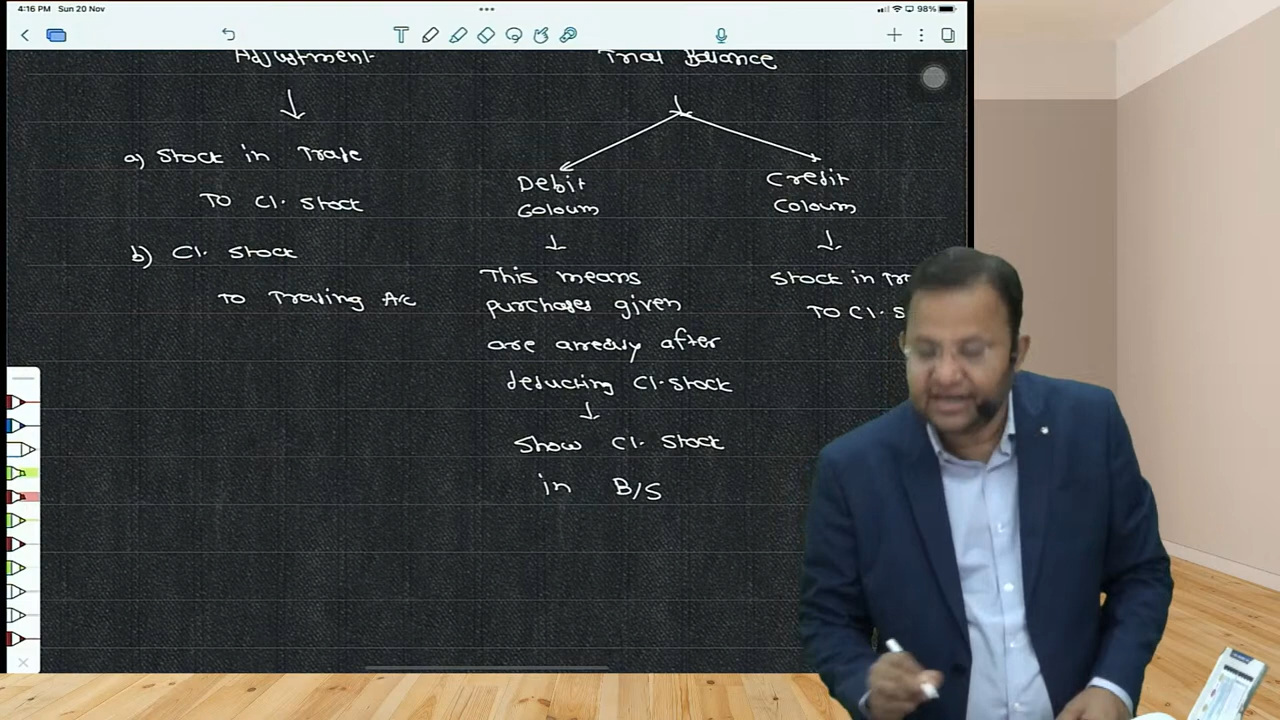 4:16 PM Sun 20 Nov
98%
Adjustment
a) Stock in Trade
TO Cl. Stock
b) Cl. Stock
TO Trading A/c
Trial Balance
Debit
Coloum
This means
purchases given
are already after
deducting Cl. Stock
Show Cl. Stock
in B/S
Credit
Coloum
Stock in Tr
TO Cl. S